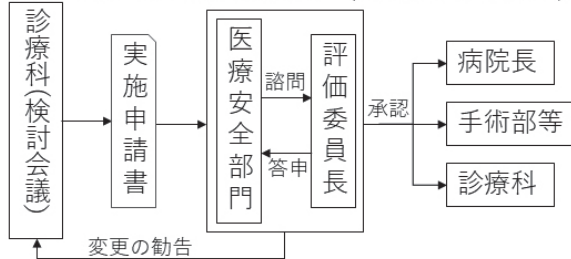 診療科(検討会議)
実施申請書
医療安全部門
諮問
答申
評価委員長
承認
病院長
手術部等
診療科
変更の勧告